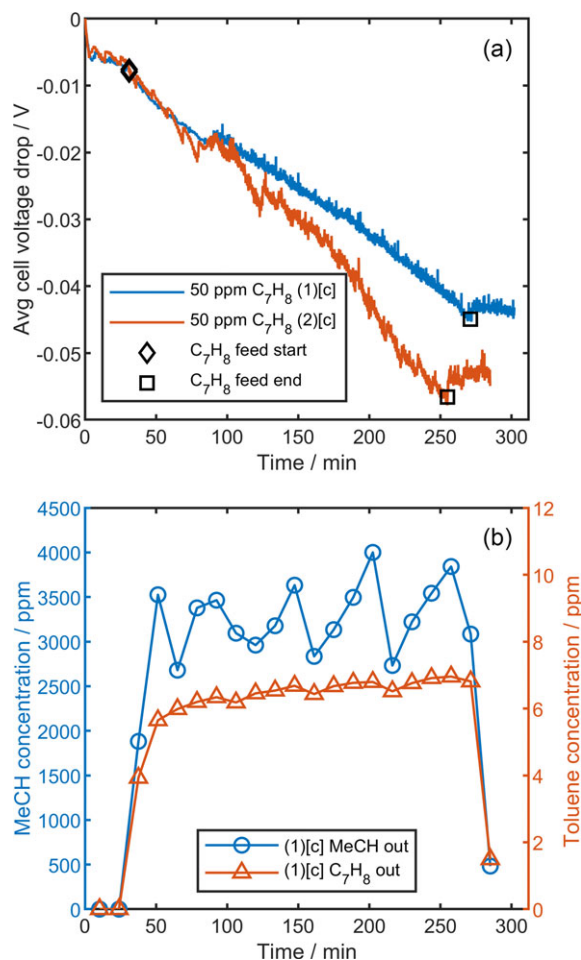 (a)
Avg cell voltage drop / V
0
-0.01
-0.02
-0.03
-0.04
-0.05
-0.06
50 ppm C₇H₈ (1)[c]
50 ppm C₇H₈ (2)[c]
C₇H₈ feed start
C₇H₈ feed end
0 50 100 150 200 250 300
Time / min
(b)
MeCH concentration / ppm
4500
4000
3500
3000
2500
2000
1500
1000
500
0
12
10
8
6
4
2
0
Toluene concentration / ppm
(1)[c] MeCH out
(1)[c] C₇H₈ out
0 50 100 150 200 250 300
Time / min